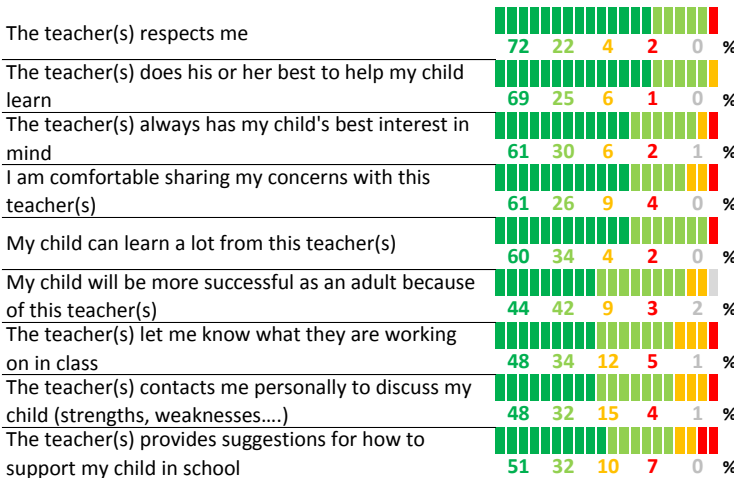 The teacher(s) respects me
72 22 4 2 0 %
The teacher(s) does his or her best to help my child
learn
69 25 6 1 0 %
The teacher(s) always has my child's best interest in
mind
61 30 6 2 1 %
I am comfortable sharing my concerns with this
teacher(s)
61 26 9 4 0 %
My child can learn a lot from this teacher(s)
60 34 4 2 0 %
My child will be more successful as an adult because
of this teacher(s)
44 42 9 3 2 %
The teacher(s) let me know what they are working
on in class
48 34 12 5 1 %
The teacher(s) contacts me personally to discuss my
child (strengths, weaknesses....)
48 32 15 4 1 %
The teacher(s) provides suggestions for how to
support my child in school
51 32 10 7 0 %